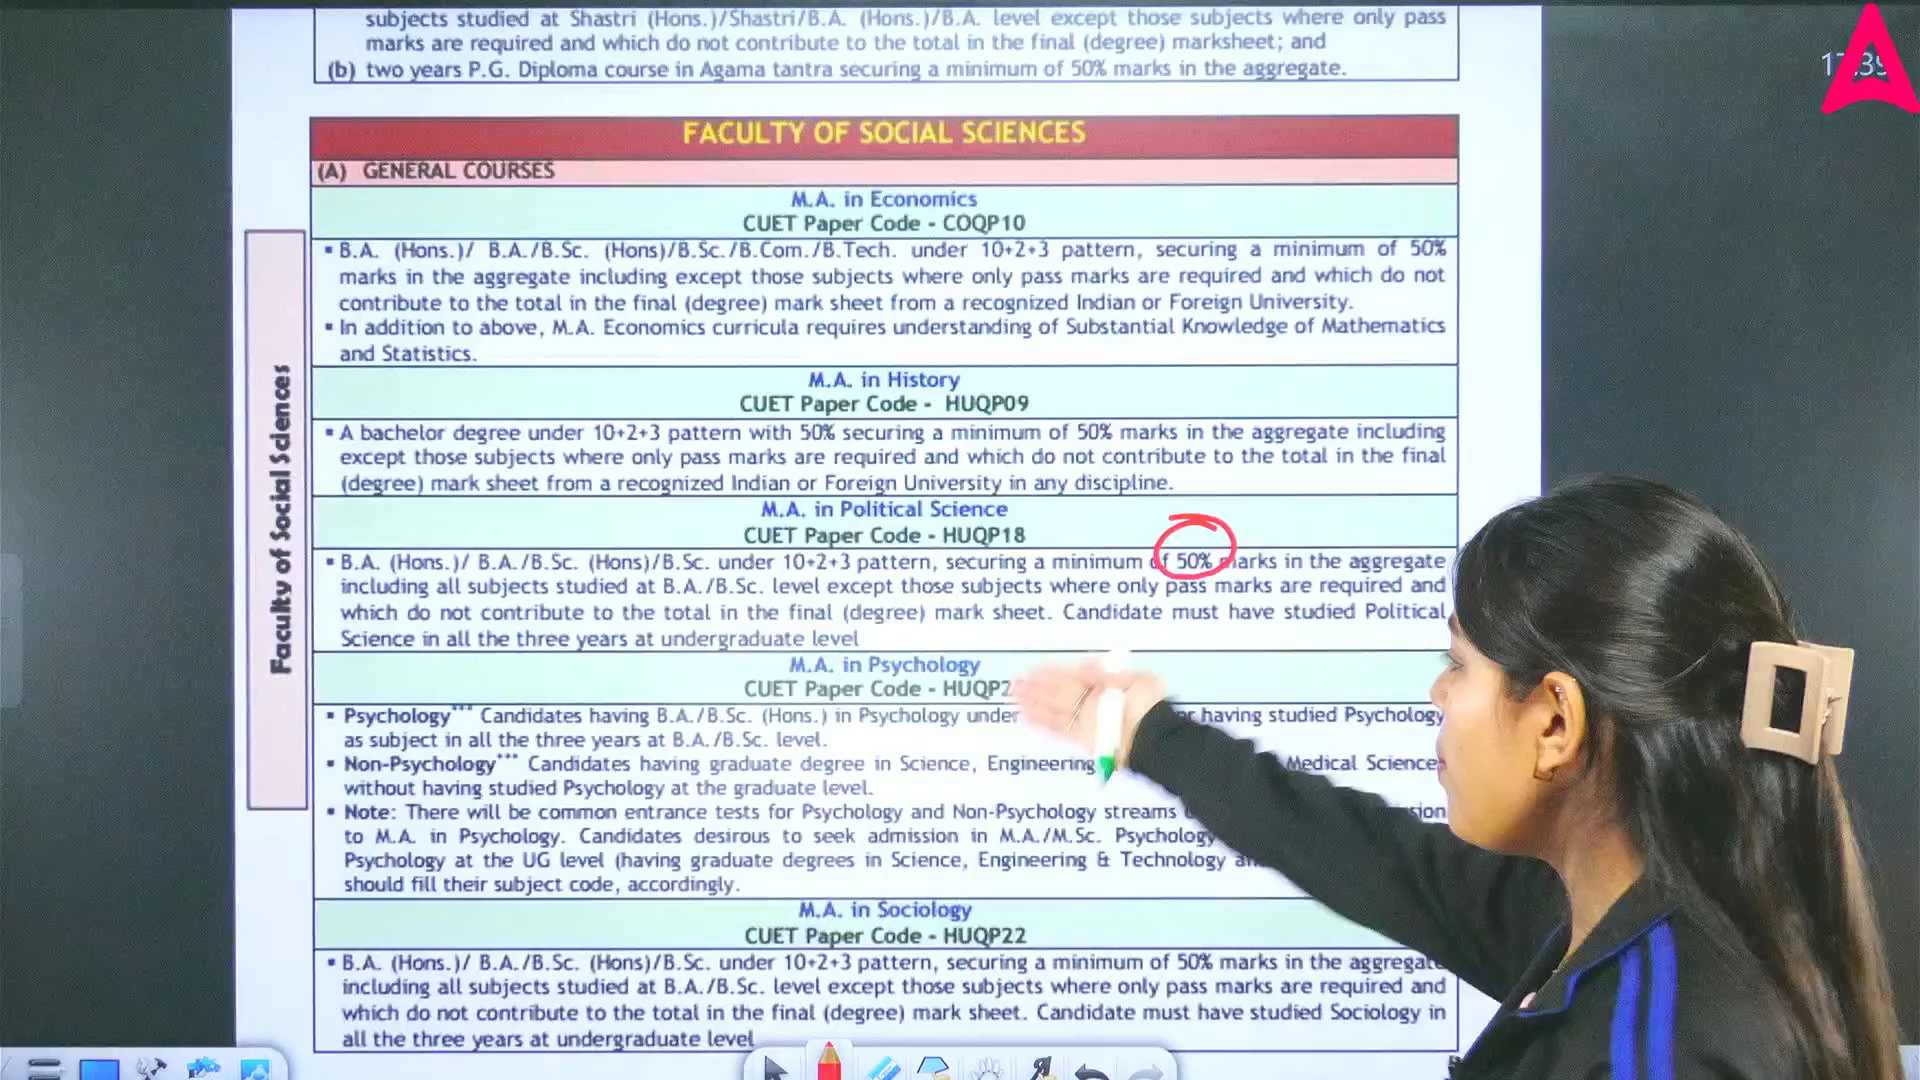 subjects studied at Shastri (Hons.)/Shastri/B.A. (Hons.)/B.A. level except those subjects where only pass
marks are required and which do not contribute to the total in the final (degree) marksheet; and
(b) two years P.G. Diploma course in Agama tantra securing a minimum of 50% marks in the aggregate.
FACULTY OF SOCIAL SCIENCES
(A) GENERAL COURSES
M.A. in Economics
CUET Paper Code - COQP10
▪ B.A. (Hons.)/ B.A./B.Sc. (Hons)/B.Sc./B.Com./B.Tech. under 10+2+3 pattern, securing a minimum of 50%
marks in the aggregate including except those subjects where only pass marks are required and which do not
contribute to the total in the final (degree) mark sheet from a recognized Indian or Foreign University.
▪ In addition to above, M.A. Economics curricula requires understanding of Substantial Knowledge of Mathematics
and Statistics.
M.A. in History
CUET Paper Code - HUQP09
▪ A bachelor degree under 10+2+3 pattern with 50% securing a minimum of 50% marks in the aggregate including
except those subjects where only pass marks are required and which do not contribute to the total in the final
(degree) mark sheet from a recognized Indian or Foreign University in any discipline.
M.A. in Political Science
CUET Paper Code - HUQP18
▪ B.A. (Hons.)/ B.A./B.Sc. (Hons)/B.Sc. under 10+2+3 pattern, securing a minimum of 50% marks in the aggregate
including all subjects studied at B.A./B.Sc. level except those subjects where only pass marks are required and
which do not contribute to the total in the final (degree) mark sheet. Candidate must have studied Political
Science in all the three years at undergraduate level
M.A. in Psychology
CUET Paper Code - HUQP2
▪ Psychology*** Candidates having B.A./B.Sc. (Hons.) in Psychology under having studied Psychology
as subject in all the three years at B.A./B.Sc. level.
▪ Non-Psychology*** Candidates having graduate degree in Science, Engineering Medical Sciences
without having studied Psychology at the graduate level.
▪ Note: There will be common entrance tests for Psychology and Non-Psychology streams
to M.A. in Psychology. Candidates desirous to seek admission in M.A./M.Sc. Psychology
Psychology at the UG level (having graduate degrees in Science, Engineering & Technology
should fill their subject code, accordingly.
M.A. in Sociology
CUET Paper Code - HUQP22
▪ B.A. (Hons.)/ B.A./B.Sc. (Hons)/B.Sc. under 10+2+3 pattern, securing a minimum of 50% marks in the aggregate
including all subjects studied at B.A./B.Sc. level except those subjects where only pass marks are required and
which do not contribute to the total in the final (degree) mark sheet. Candidate must have studied Sociology in
all the three years at undergraduate level
Faculty of Social Sciences